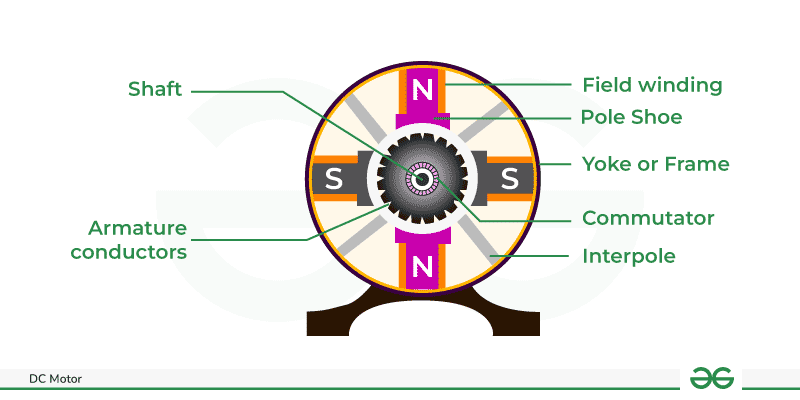 Shaft
Armature
conductors
N
S
S
N
Field winding
Pole Shoe
Yoke or Frame
Commutator
Interpole
DC Motor